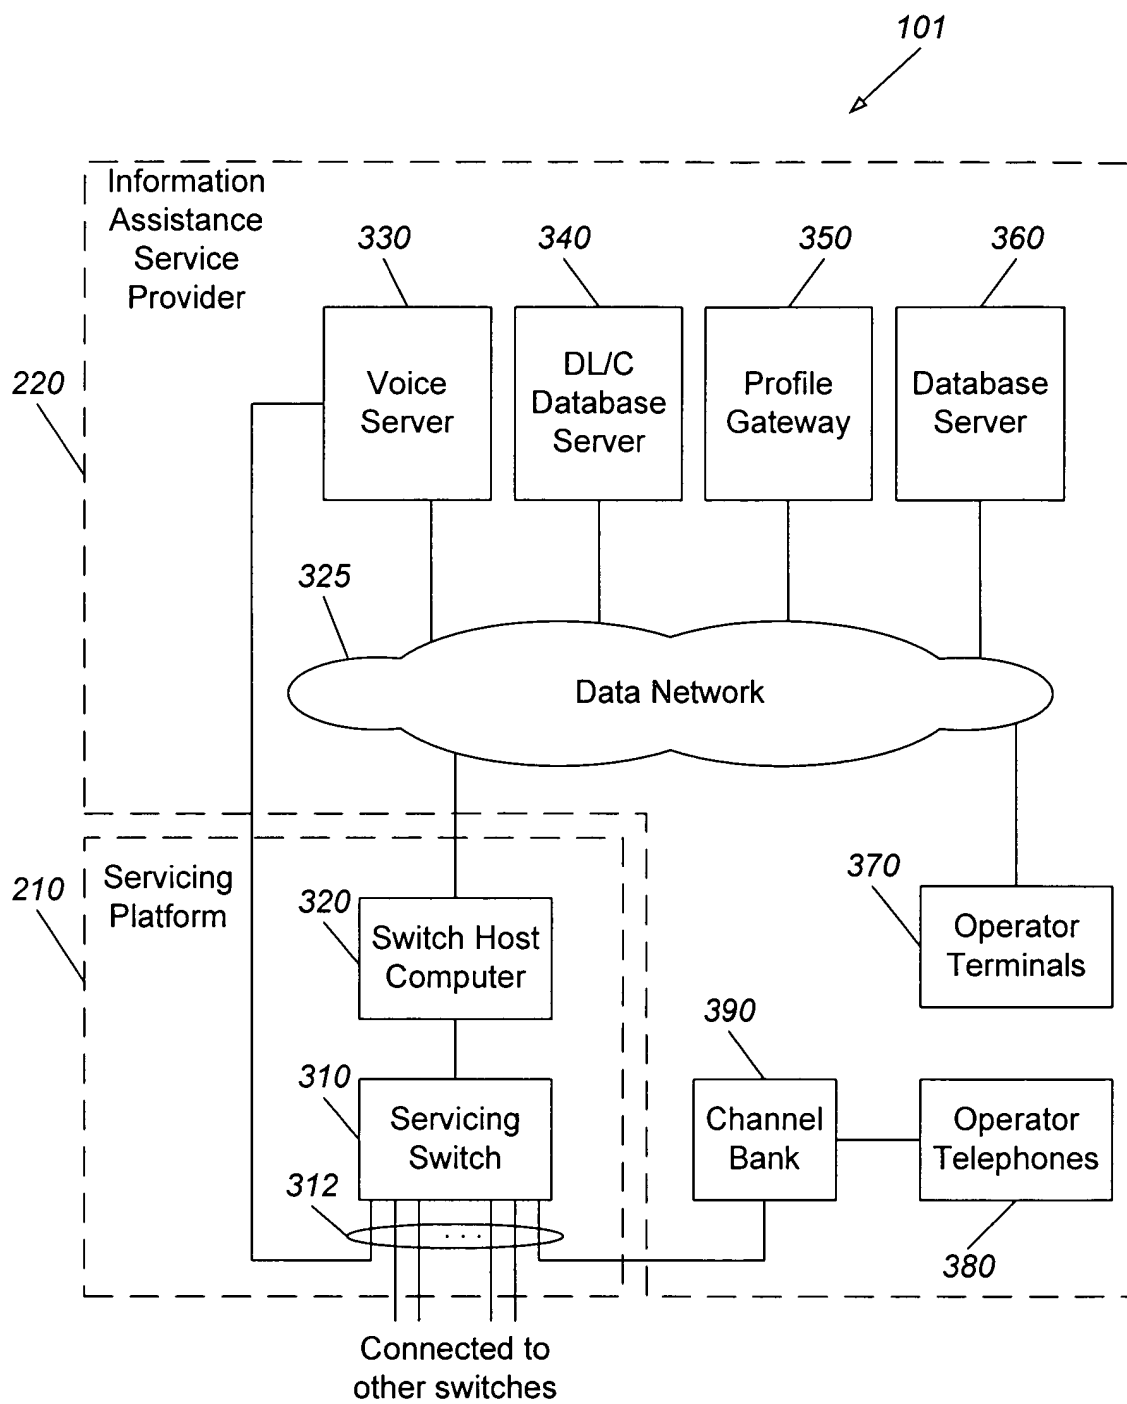 101
Information
Assistance
Service
Provider
330
340
350
360
220
Voice
Server
DL/C
Database
Server
Profile
Gateway
Database
Server
325
Data Network
210
Servicing
Platform
320
Switch Host
Computer
370
Operator
Terminals
390
310
Servicing
Switch
Channel
Bank
Operator
Telephones
312
. . .
380
Connected to
other switches